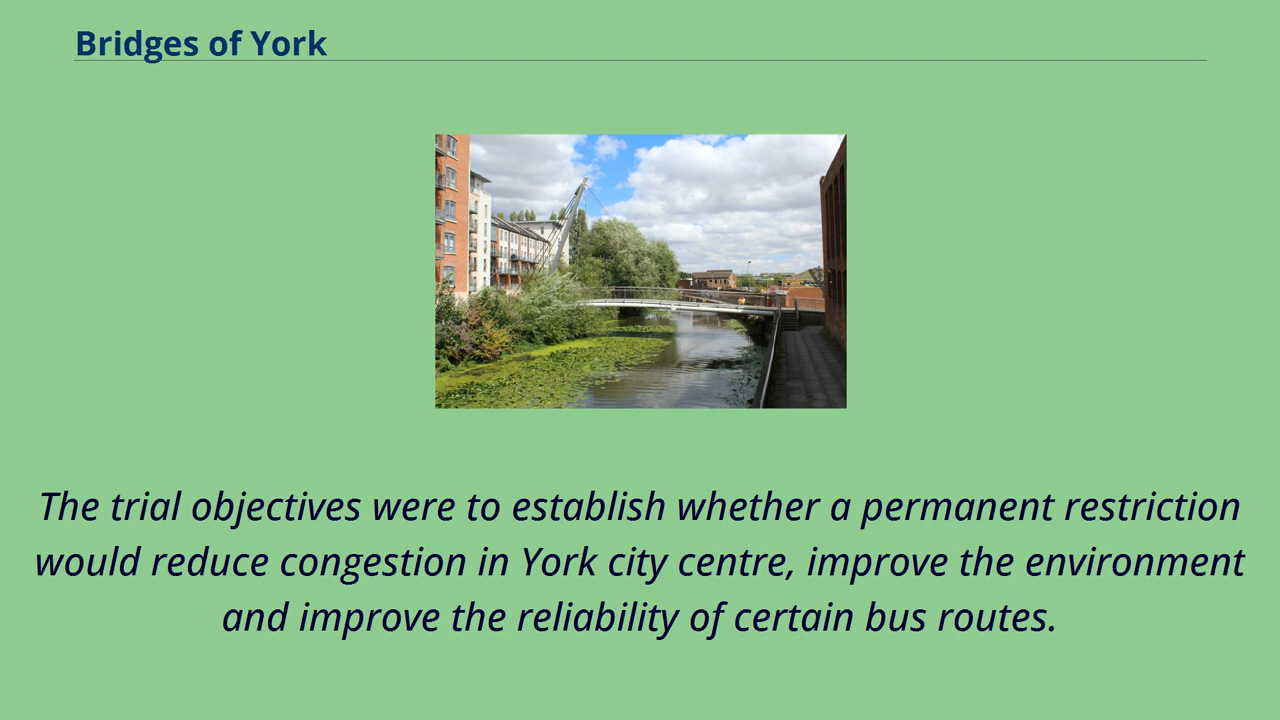 Bridges of York
The trial objectives were to establish whether a permanent restriction
would reduce congestion in York city centre, improve the environment
and improve the reliability of certain bus routes.